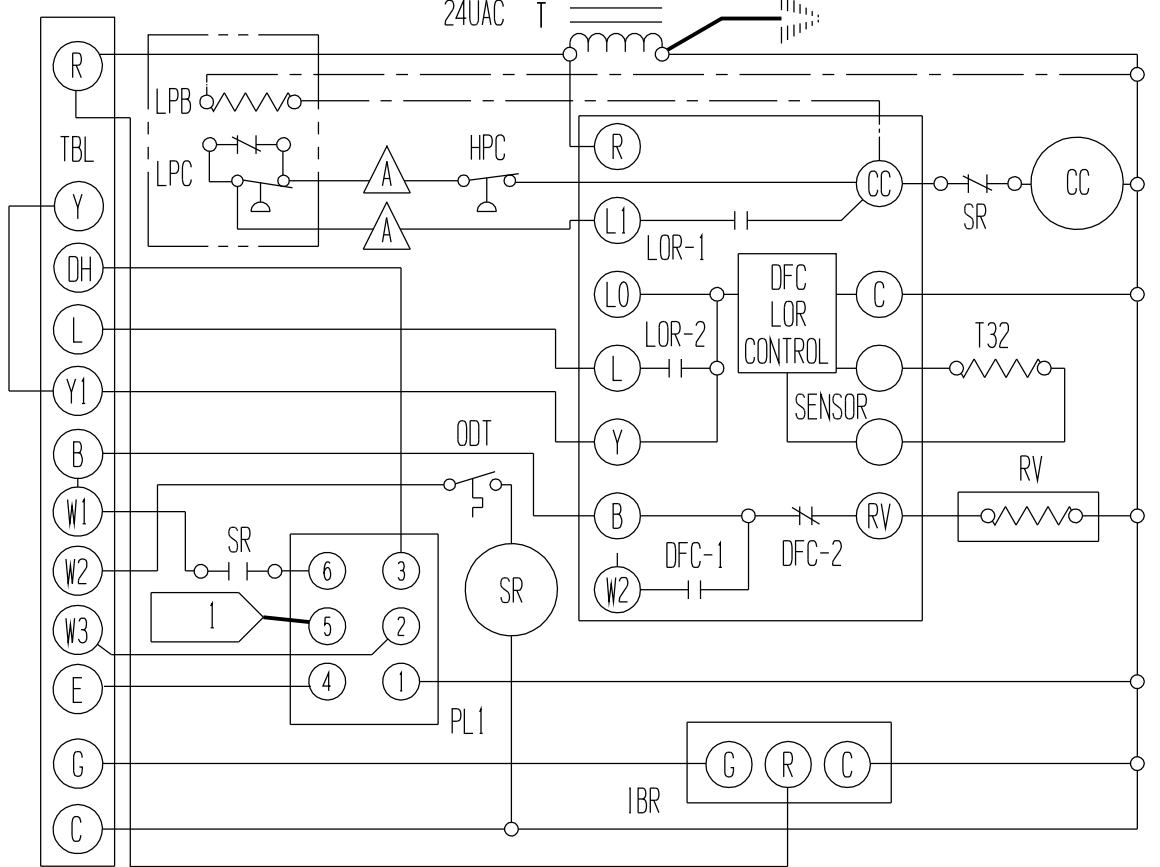 24UAC T
R
LPB
TBL
HPC
R
LPC
A
CC
CC
SR
Y
A
L1
LOR-1
DH
DFC
LOR
CONTROL
LO
C
L
LOR-2
T32
L
Y1
SENSOR
ODT
Y
B
RV
W1
B
RV
SR
DFC-1
DFC-2
W2
6
3
SR
W2
1
5
2
W3
E
4
1
PL1
G
G
R
C
IBR
C